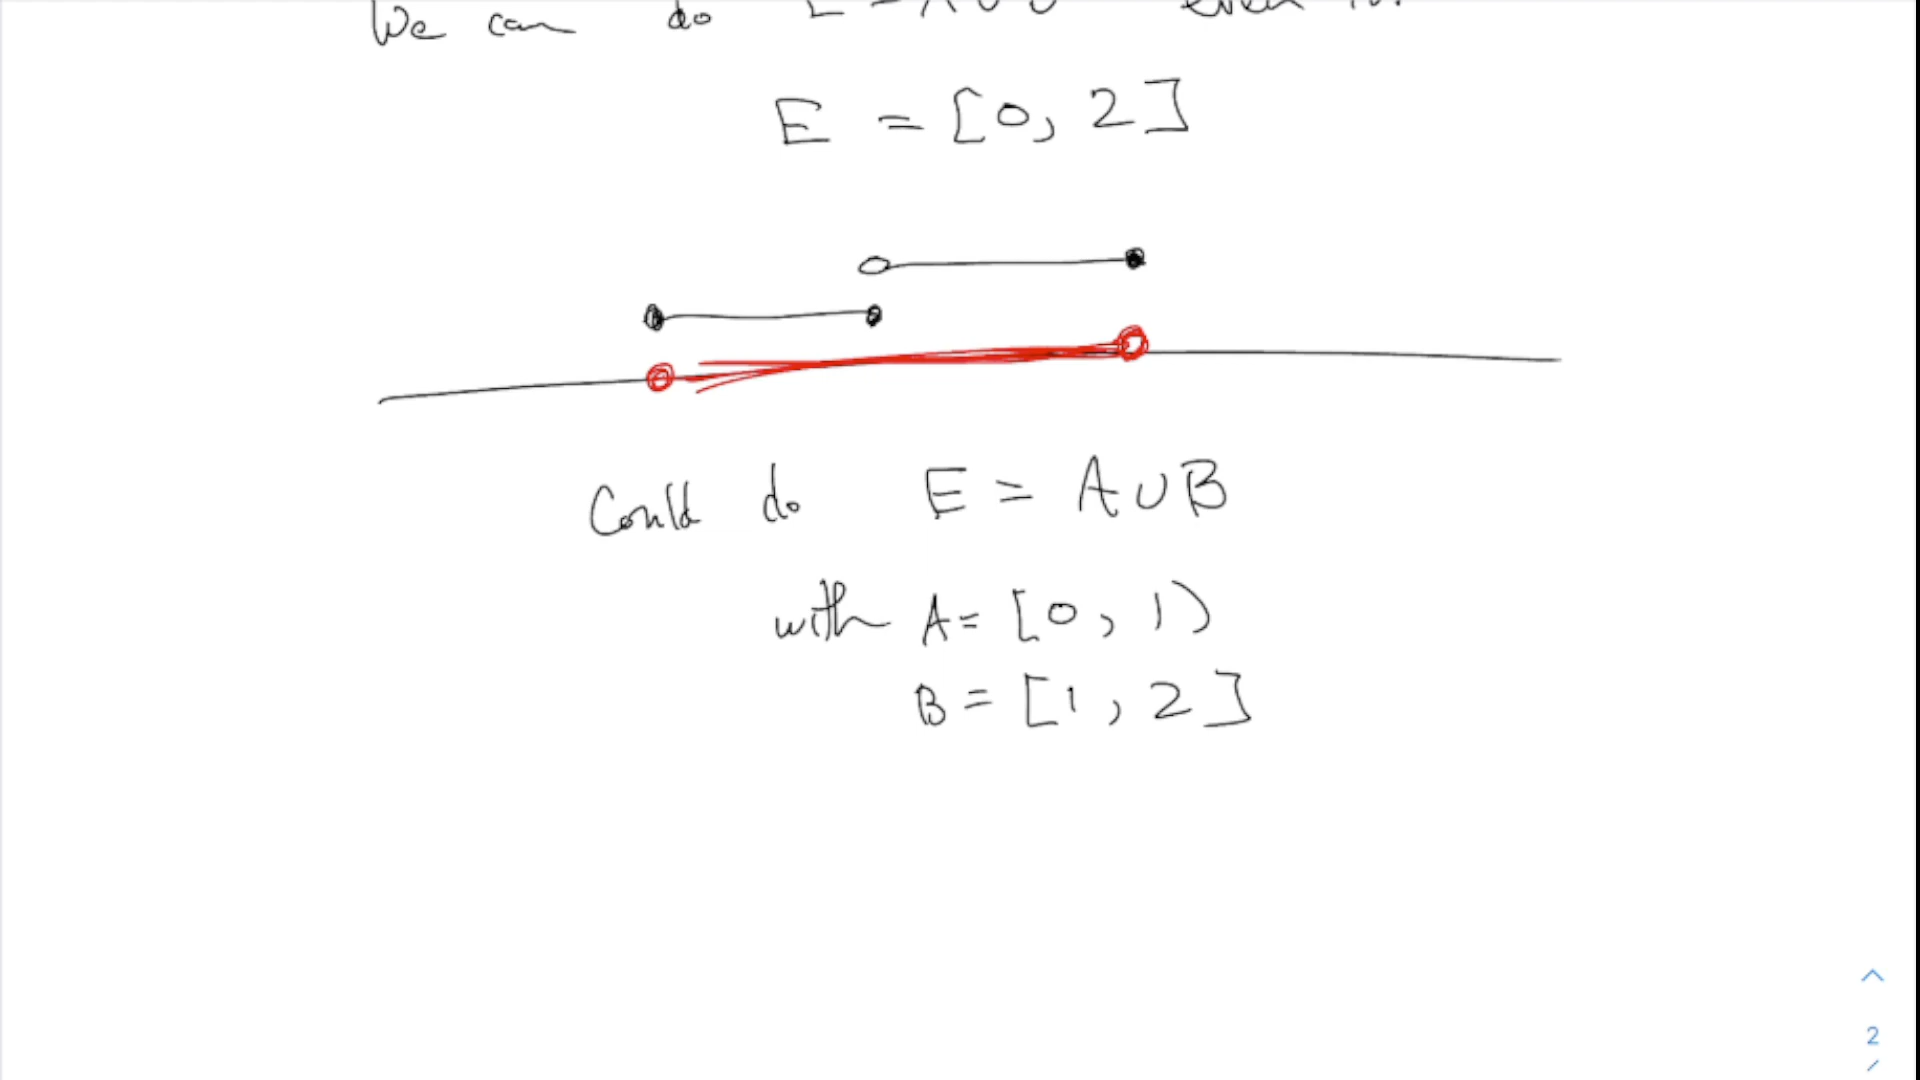 We can do
E = [0, 2]
Could do E = A∪B
with A = [0, 1)
B = [1, 2]
2